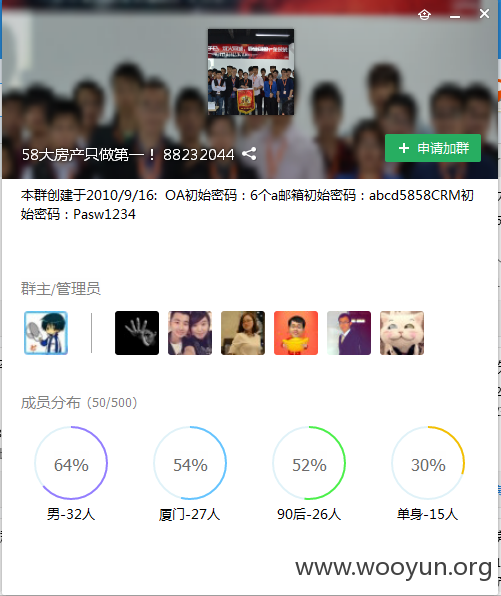 58大房产只做第一！ 88232044
申请加群
本群创建于2010/9/16: OA初始密码：6个a邮箱初始密码：abcd5858CRM初
始密码：Pasw1234
群主/管理员
成员分布 (50/500)
64% 54% 52% 30%
男-32人 厦门-27人 90后-26人 单身-15人
www.wooyun.org